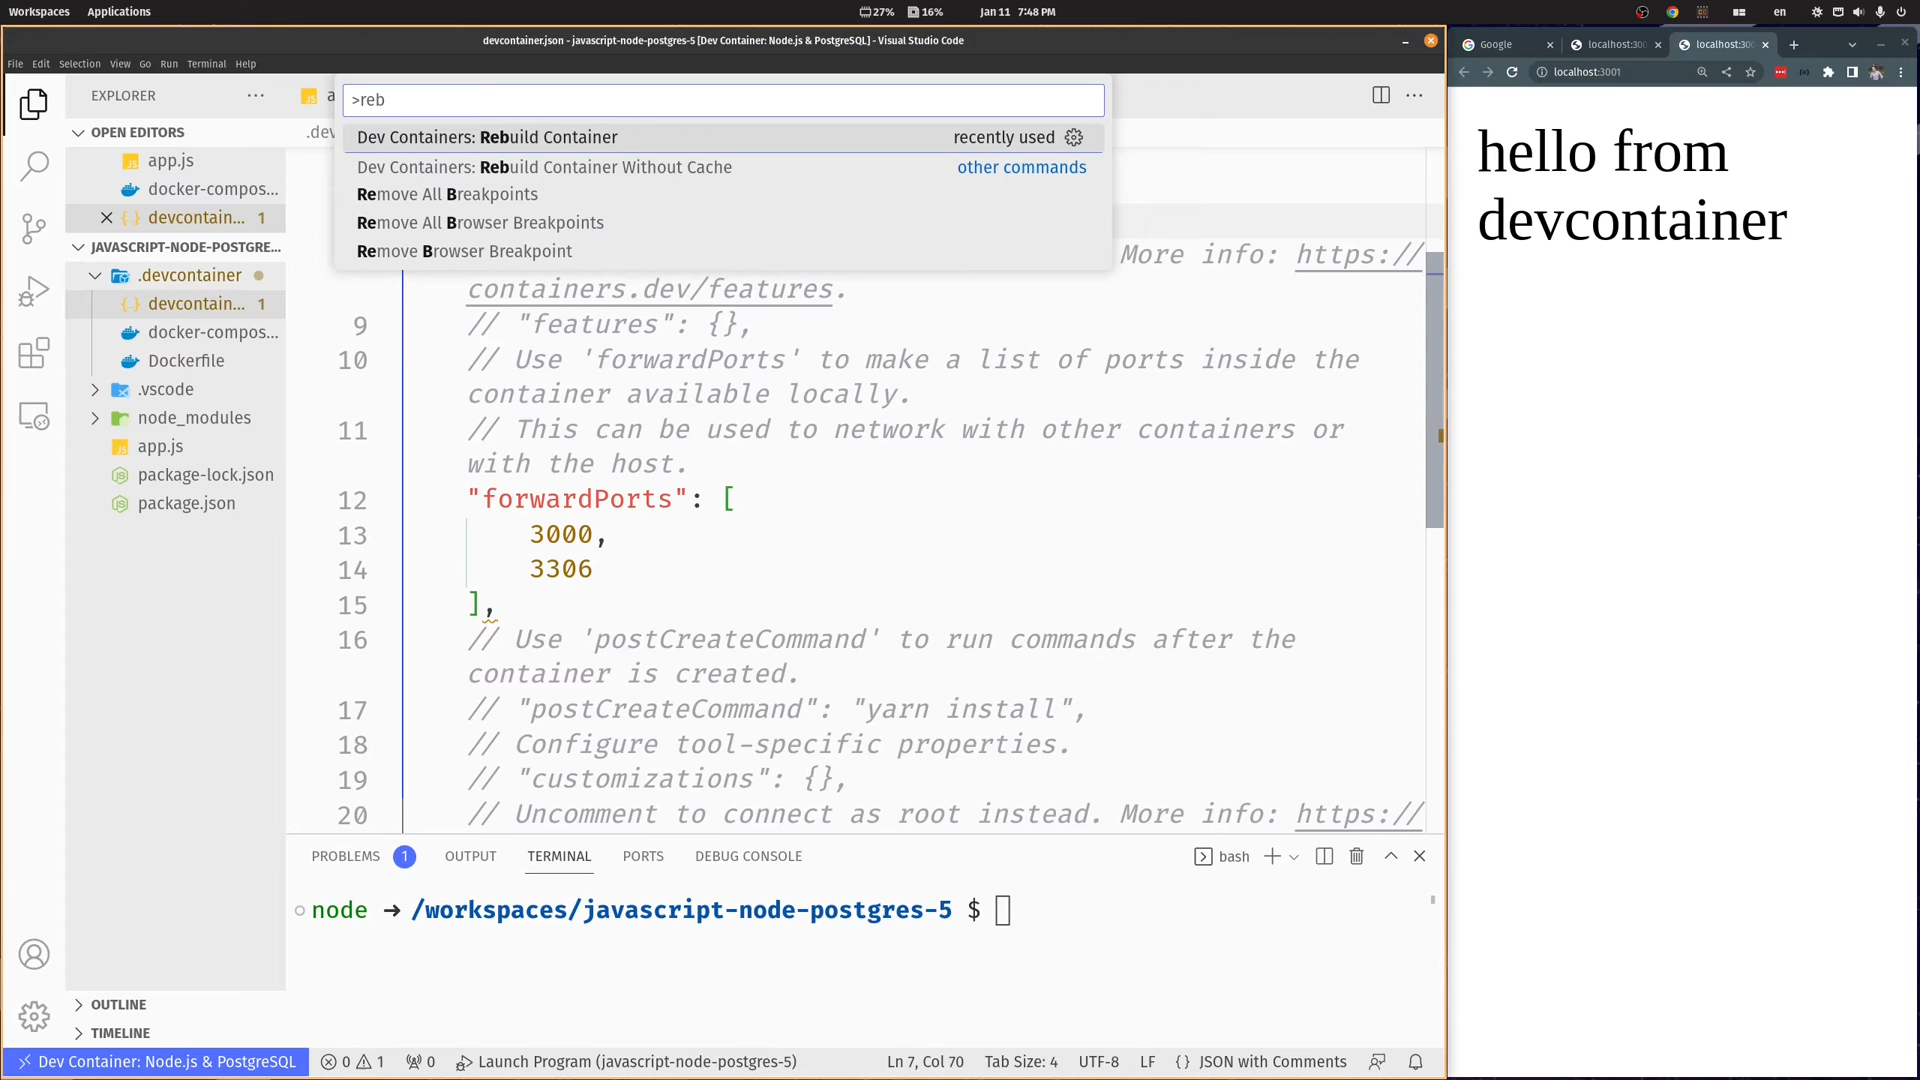 Workspaces Applications 27% 16% Jan 11 7:48 PM en
devcontainer.json - javascript-node-postgres-5 [Dev Container: Node.js & PostgreSQL] - Visual Studio Code
File Edit Selection View Go Run Terminal Help
EXPLORER
OPEN EDITORS
app.js
docker-compos...
devcontain... 1
JAVASCRIPT-NODE-POSTGRE...
.devcontainer
devcontain... 1
docker-compos...
Dockerfile
.vscode
node_modules
app.js
package-lock.json
package.json
OUTLINE
TIMELINE
>reb
Dev Containers: Rebuild Container recently used
Dev Containers: Rebuild Container Without Cache other commands
Remove All Breakpoints
Remove All Browser Breakpoints
Remove Browser Breakpoint
More info: https://
containers.dev/features.
9 // "features": {},
10 // Use 'forwardPorts' to make a list of ports inside the
container available locally.
11 // This can be used to network with other containers or
with the host.
12 "forwardPorts": [
13 3000,
14 3306
15 ],
16 // Use 'postCreateCommand' to run commands after the
container is created.
17 // "postCreateCommand": "yarn install",
18 // Configure tool-specific properties.
19 // "customizations": {},
20 // Uncomment to connect as root instead. More info: https://
PROBLEMS 1 OUTPUT TERMINAL PORTS DEBUG CONSOLE bash
node ➜ /workspaces/javascript-node-postgres-5 $
Dev Container: Node.js & PostgreSQL 0 1 0 Launch Program (javascript-node-postgres-5) Ln 7, Col 70 Tab Size: 4 UTF-8 LF {} JSON with Comments
Google localhost:300 localhost:300
localhost:3001
hello from
devcontainer